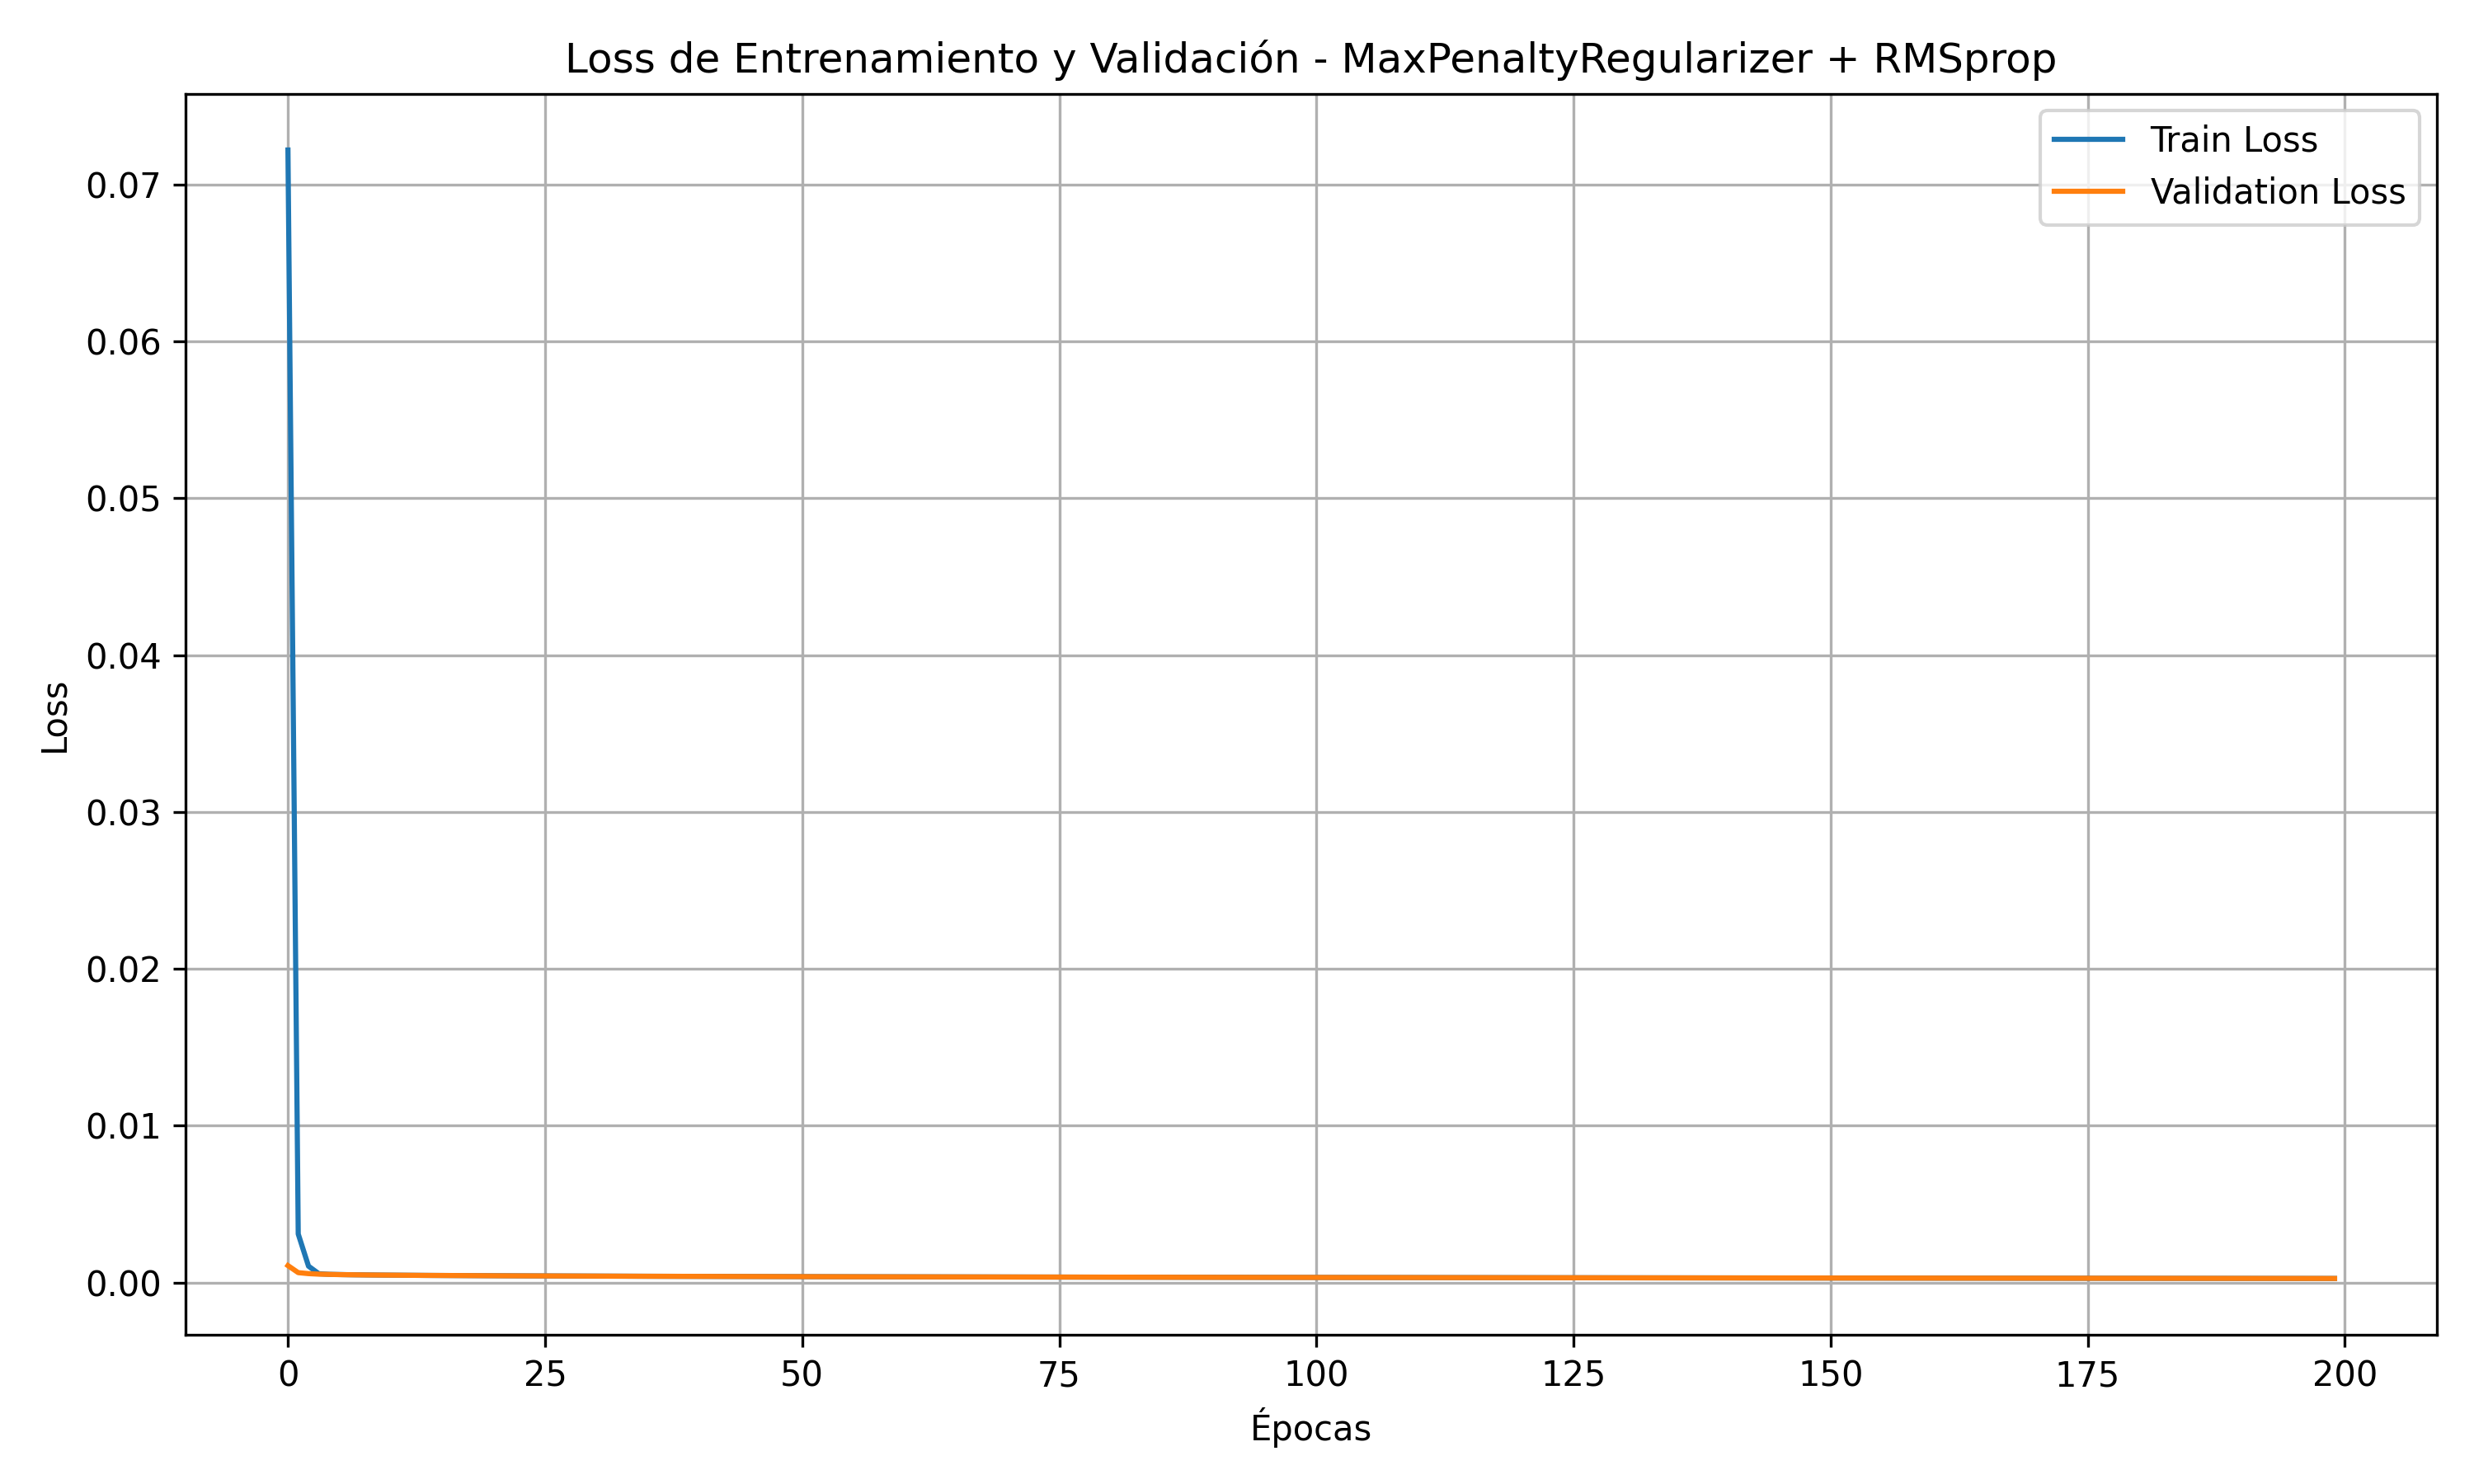 Loss de Entrenamiento y Validación - MaxPenaltyRegularizer + RMSprop
Train Loss
Validation Loss
0.07
0.06
0.05
0.04
0.03
0.02
0.01
0.00
Loss
0 25 50 75 100 125 150 175 200
Épocas